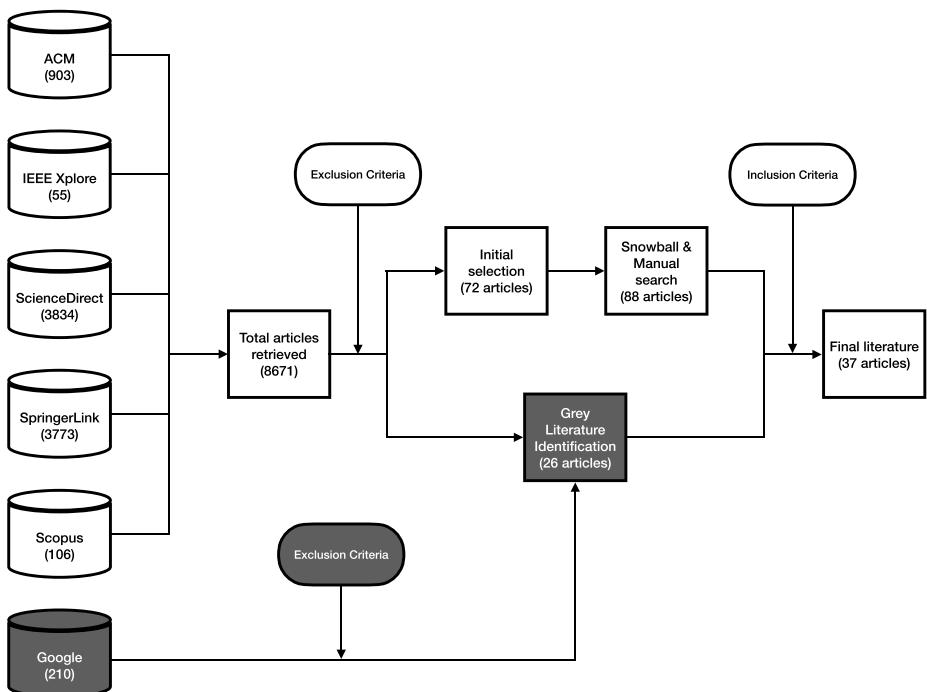 ACM
(903)
IEEE Xplore
(55)
ScienceDirect
(3834)
SpringerLink
(3773)
Scopus
(106)
Google
(210)
Total articles
retrieved
(8671)
Exclusion Criteria
Initial
selection
(72 articles)
Snowball &
Manual
search
(88 articles)
Grey
Literature
Identification
(26 articles)
Exclusion Criteria
Inclusion Criteria
Final literature
(37 articles)